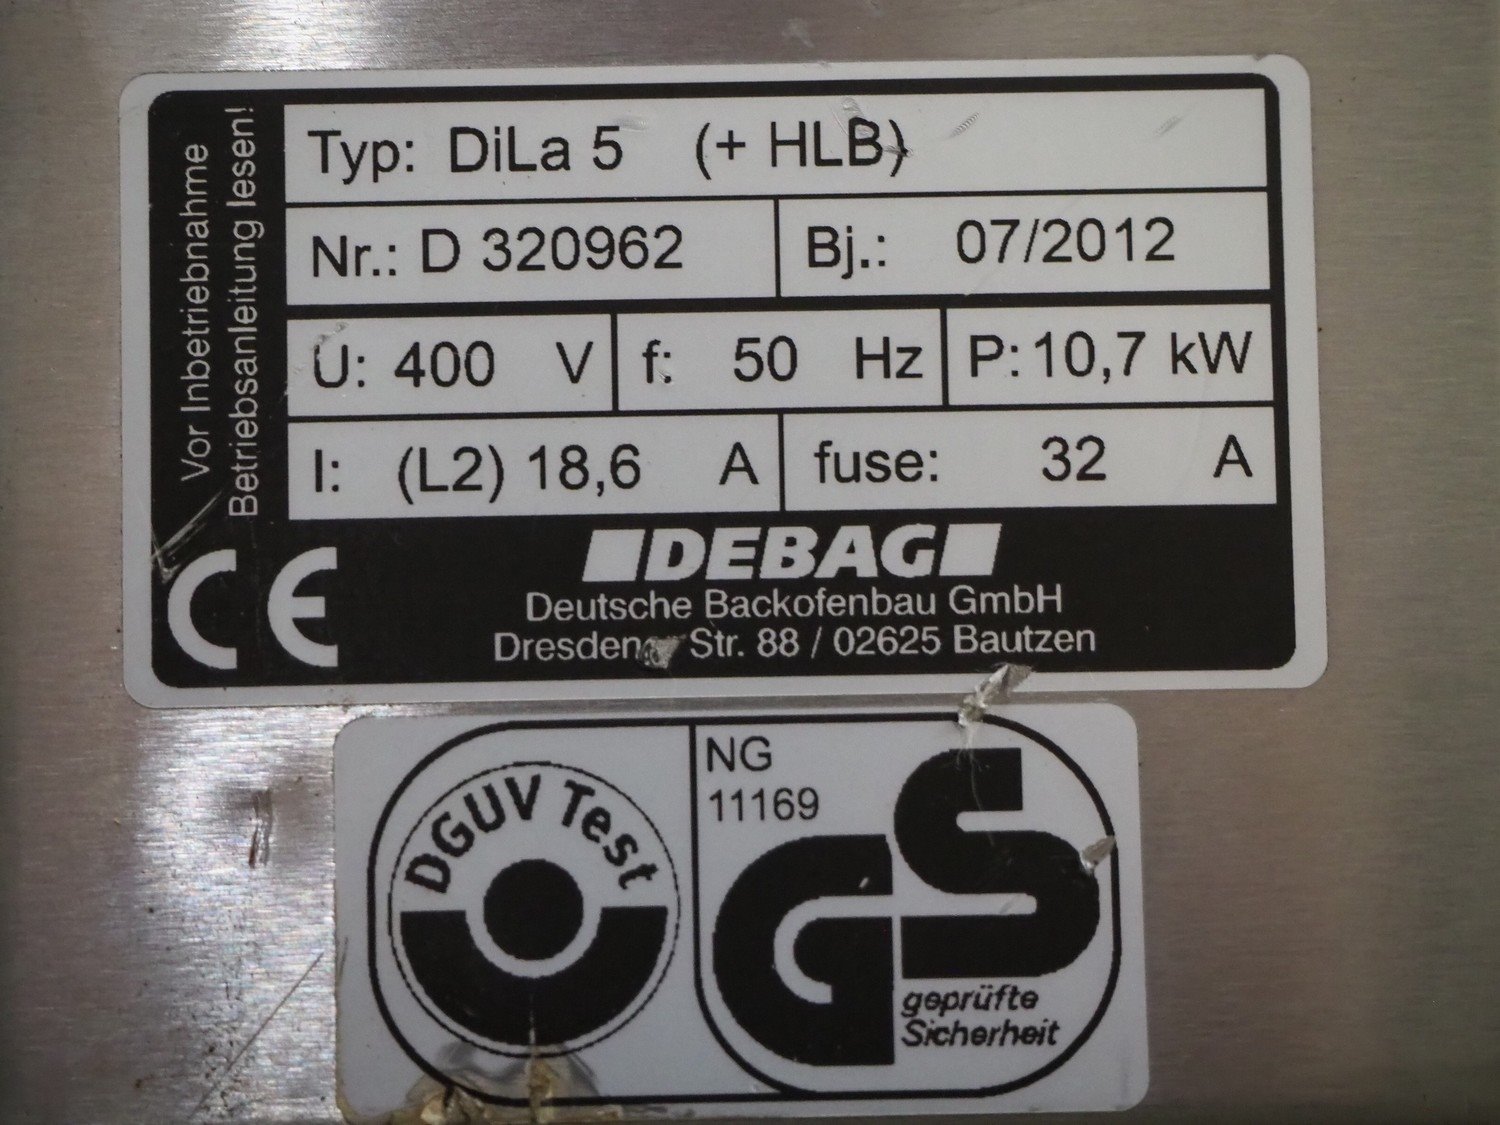 Vor Inbetriebnahme
Betriebsanleitung lesen!
Typ: DiLa 5 (+ HLB)
Nr.: D 320962 Bj.: 07/2012
U: 400 V f: 50 Hz P: 10,7 kW
I: (L2) 18,6 A fuse: 32 A
CE
DEBAG
Deutsche Backofenbau GmbH
Dresdener Str. 88 / 02625 Bautzen
DGUV Test
NG
11169
GS
geprüfte
Sicherheit